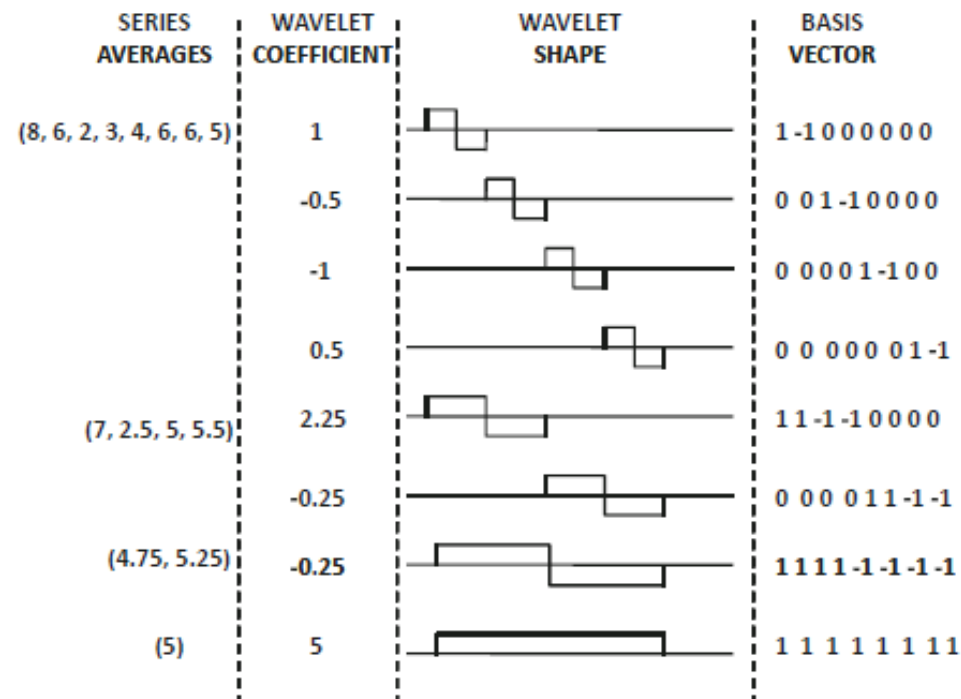 SERIES WAVELET WAVELET BASIS
AVERAGES COEFFICIENT SHAPE VECTOR
(8, 6, 2, 3, 4, 6, 6, 5) 1 1 -1 0 0 0 0 0 0
-0.5 0 0 1 -1 0 0 0 0
-1 0 0 0 0 1 -1 0 0
0.5 0 0 0 0 0 0 1 -1
(7, 2.5, 5, 5.5) 2.25 1 1 -1 -1 0 0 0 0
-0.25 0 0 0 0 1 1 -1 -1
(4.75, 5.25) -0.25 1 1 1 1 -1 -1 -1 -1
(5) 5 1 1 1 1 1 1 1 1